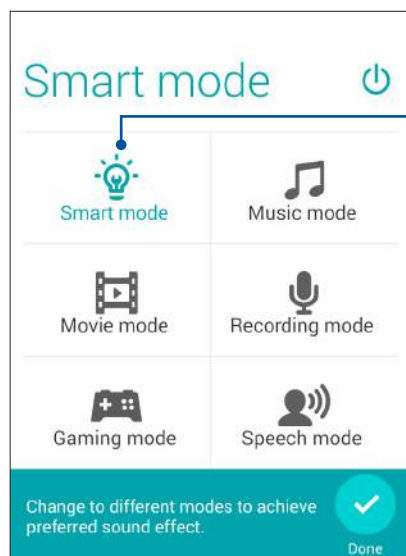 Smart mode
Smart mode
Music mode
Movie mode
Recording mode
Gaming mode
Speech mode
Change to different modes to achieve
preferred sound effect.
Done